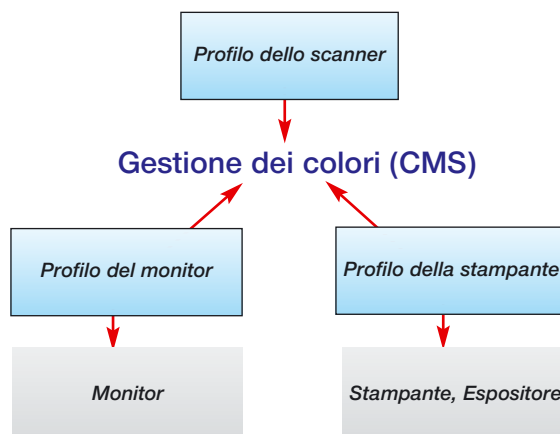 Profilo dello scanner
Gestione dei colori (CMS)
Profilo del monitor
Profilo della stampante
Monitor
Stampante, Espositore